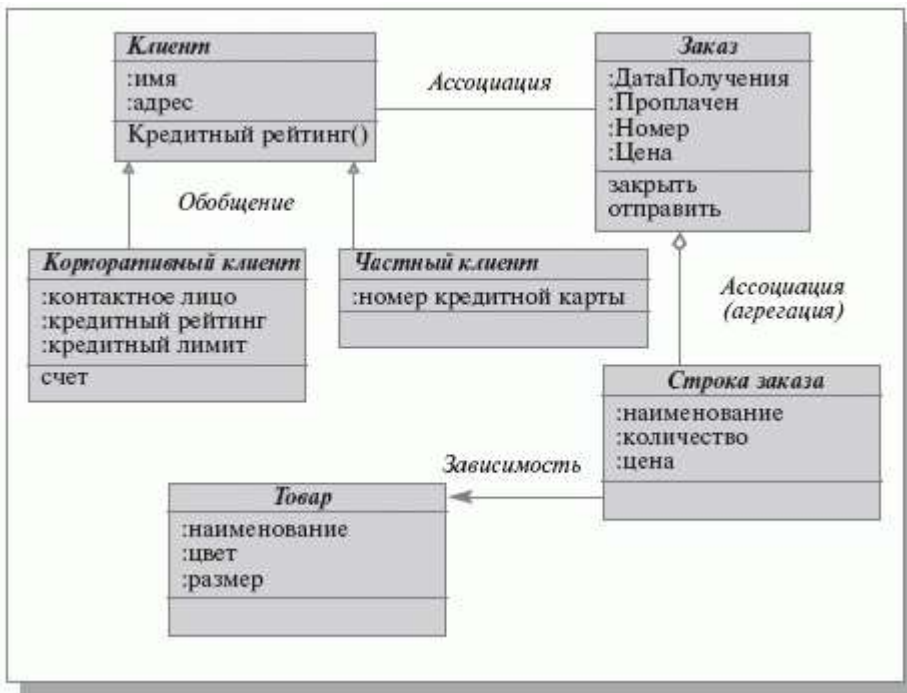 Клиент
:имя
:адрес
Кредитный рейтинг()
Ассоциация
Заказ
:ДатаПолучения
:Проплачен
:Номер
:Цена
закрыть
отправить
Обобщение
Корпоративный клиент
:контактное лицо
:кредитный рейтинг
:кредитный лимит
счет
Частный клиент
:номер кредитной карты
Ассоциация
(агрегация)
Строка заказа
:наименование
:количество
:цена
Зависимость
Товар
:наименование
:цвет
:размер